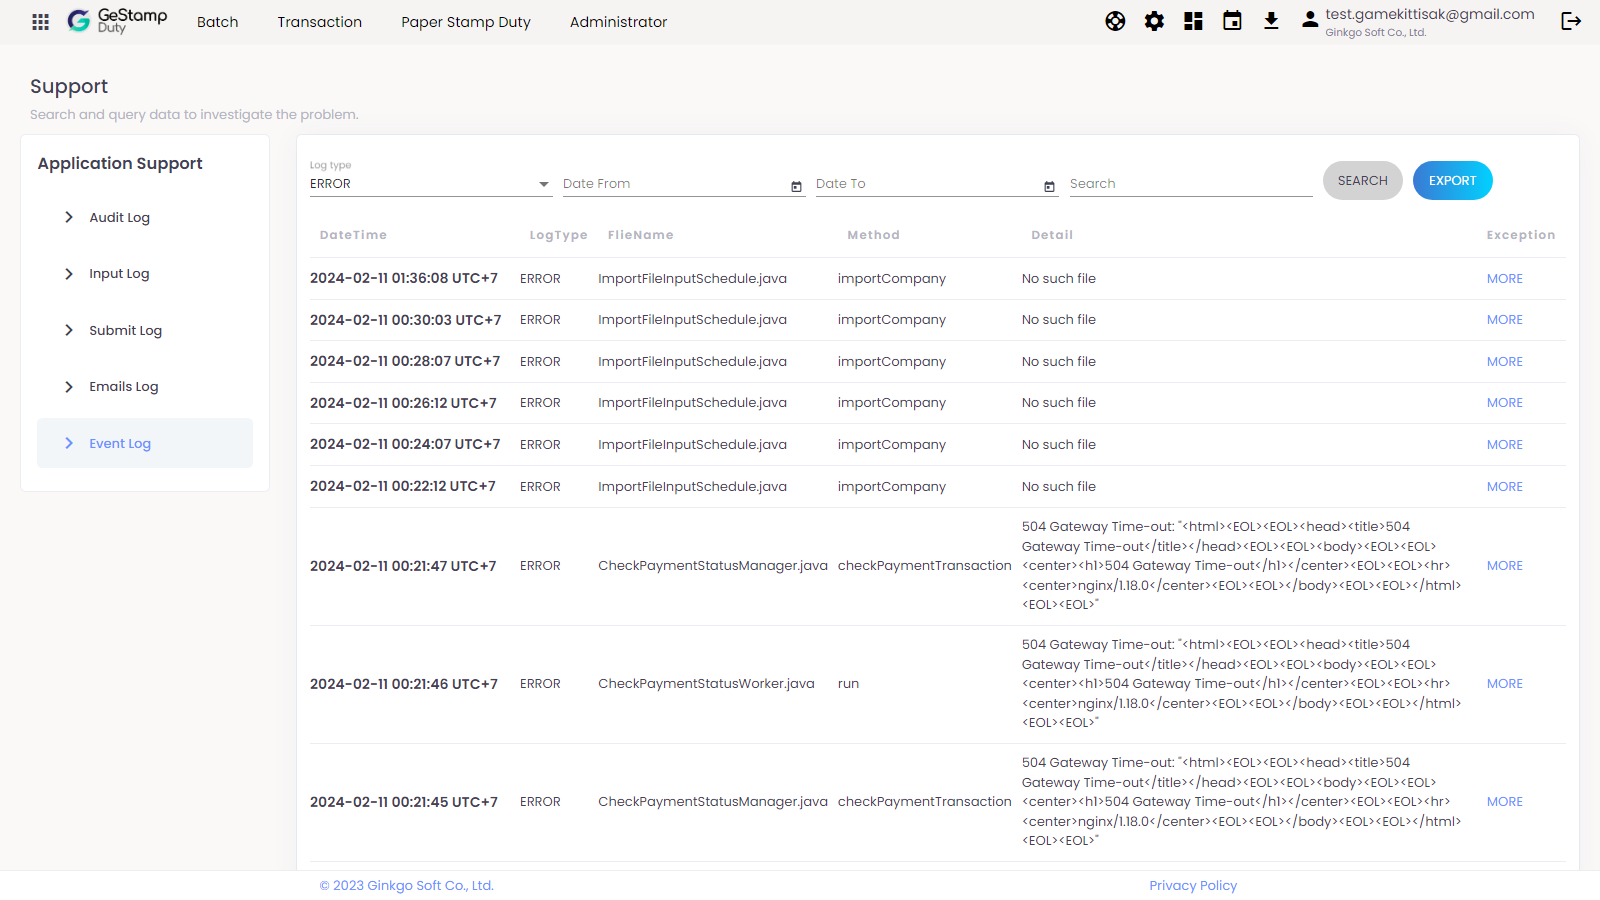 GeStamp
Duty
Batch
Transaction
Paper Stamp Duty
Administrator
test.gamekittisak@gmail.com
Ginkgo Soft Co., Ltd.
Support
Search and query data to investigate the problem.
Application Support
Audit Log
Input Log
Submit Log
Emails Log
Event Log
Log type
ERROR
Date From
Date To
Search
SEARCH
EXPORT
DateTime LogType FlieName Method Detail Exception
2024-02-11 01:36:08 UTC+7 ERROR ImportFileInputSchedule.java importCompany No such file MORE
2024-02-11 00:30:03 UTC+7 ERROR ImportFileInputSchedule.java importCompany No such file MORE
2024-02-11 00:28:07 UTC+7 ERROR ImportFileInputSchedule.java importCompany No such file MORE
2024-02-11 00:26:12 UTC+7 ERROR ImportFileInputSchedule.java importCompany No such file MORE
2024-02-11 00:24:07 UTC+7 ERROR ImportFileInputSchedule.java importCompany No such file MORE
2024-02-11 00:22:12 UTC+7 ERROR ImportFileInputSchedule.java importCompany No such file MORE
2024-02-11 00:21:47 UTC+7 ERROR CheckPaymentStatusManager.java checkPaymentTransaction
504 Gateway Time-out: "<html><EOL><EOL><head><title>504
Gateway Time-out</title></head><EOL><EOL><body><EOL><EOL>
<center><h1>504 Gateway Time-out</h1></center><EOL><EOL><hr>
<center>nginx/1.18.0</center><EOL><EOL></body><EOL><EOL></html>
<EOL><EOL>"
MORE
2024-02-11 00:21:46 UTC+7 ERROR CheckPaymentStatusWorker.java run
504 Gateway Time-out: "<html><EOL><EOL><head><title>504
Gateway Time-out</title></head><EOL><EOL><body><EOL><EOL>
<center><h1>504 Gateway Time-out</h1></center><EOL><EOL><hr>
<center>nginx/1.18.0</center><EOL><EOL></body><EOL><EOL></html>
<EOL><EOL>"
MORE
2024-02-11 00:21:45 UTC+7 ERROR CheckPaymentStatusManager.java checkPaymentTransaction
504 Gateway Time-out: "<html><EOL><EOL><head><title>504
Gateway Time-out</title></head><EOL><EOL><body><EOL><EOL>
<center><h1>504 Gateway Time-out</h1></center><EOL><EOL><hr>
<center>nginx/1.18.0</center><EOL><EOL></body><EOL><EOL></html>
<EOL><EOL>"
MORE
© 2023 Ginkgo Soft Co., Ltd.
Privacy Policy